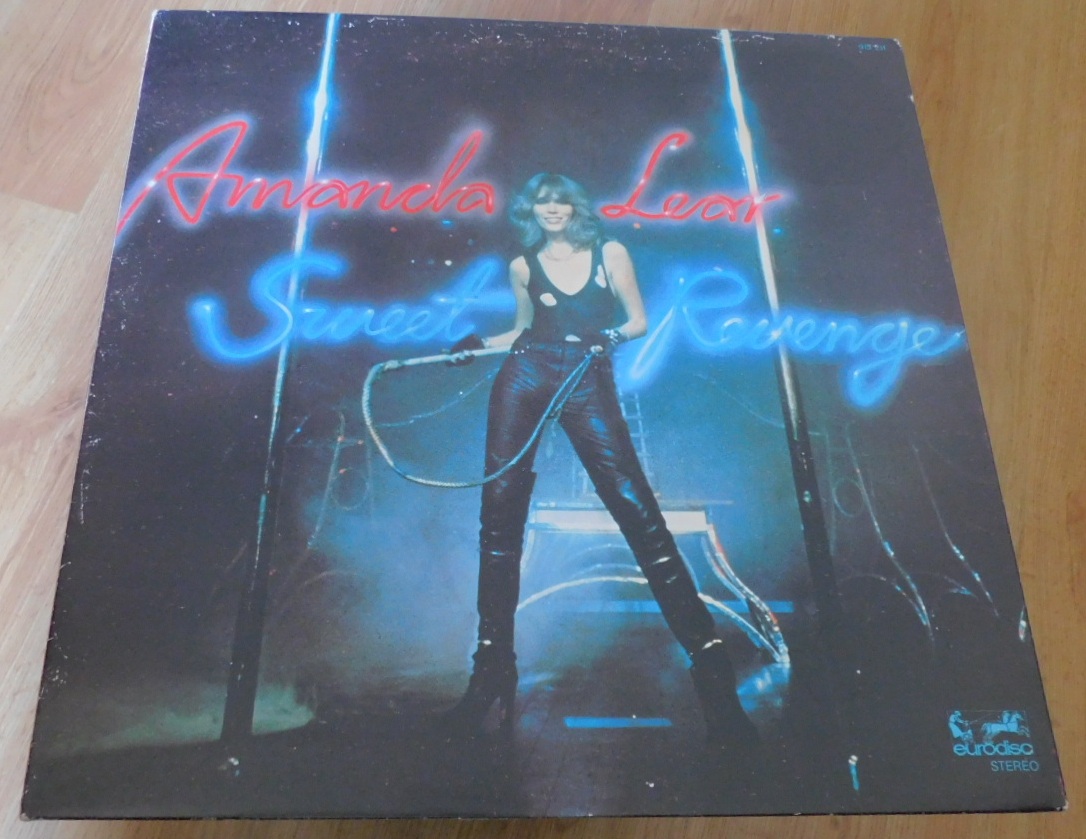 Amanda Lear
Sweet Revenge
eurodisc
STEREO